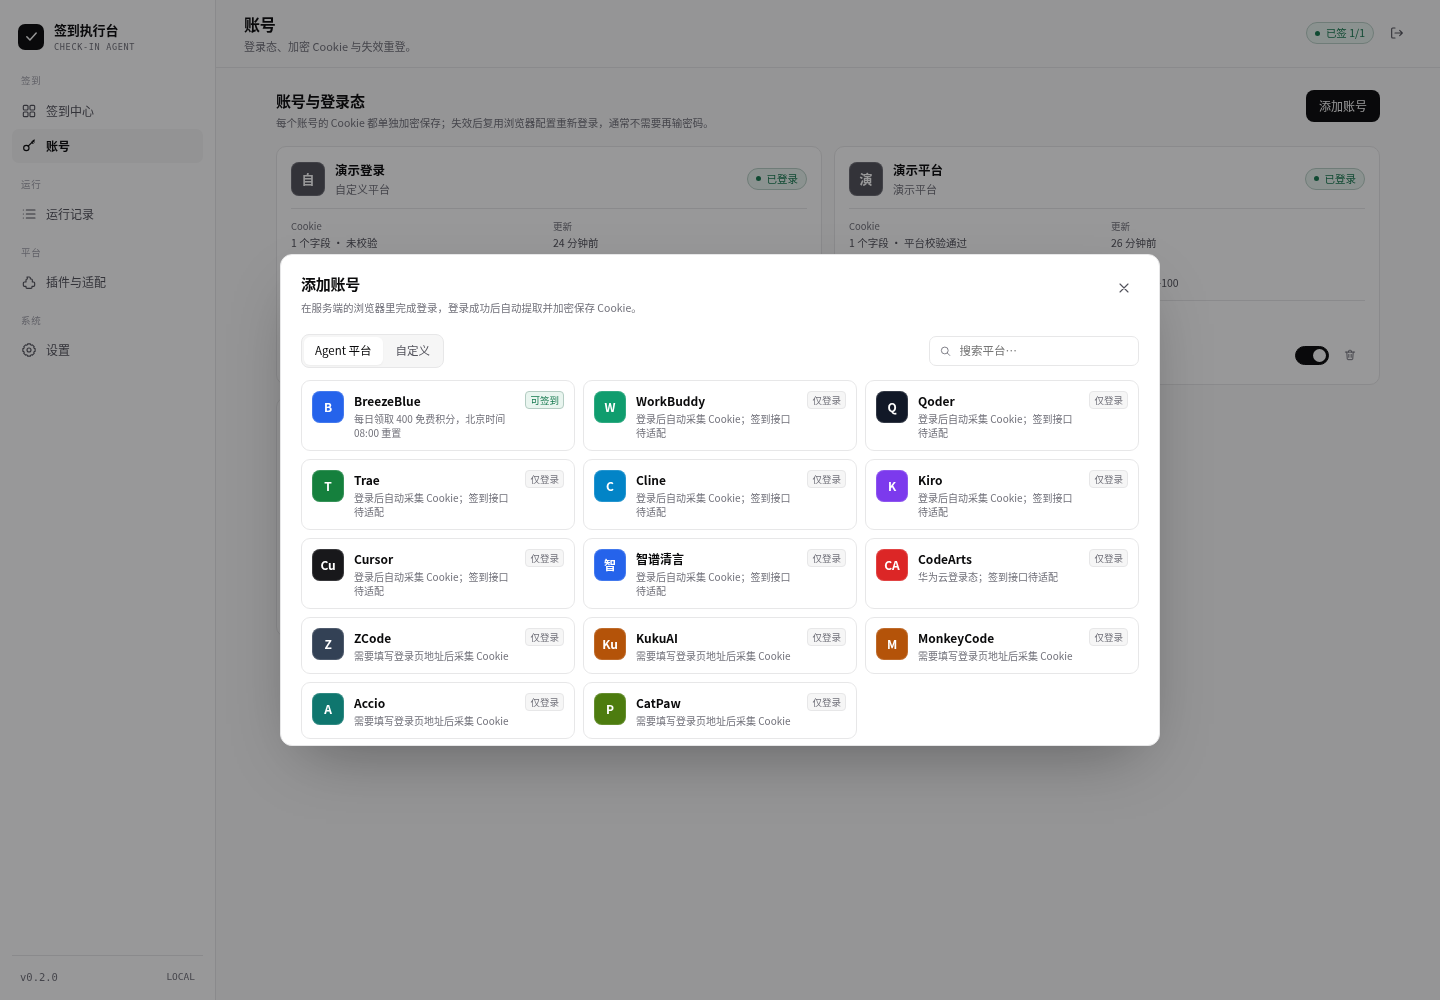 签到执行台
CHECK-IN AGENT
签到
签到中心
账号
运行
运行记录
平台
插件与适配
系统
设置
v0.2.0
LOCAL
账号
登录态、加密 Cookie 与失效重登。
已签 1/1
账号与登录态
每个账号的 Cookie 都单独加密保存；失效后复用浏览器配置重新登录，通常不需要再输密码。
添加账号
自
演示登录
自定义平台
已登录
Cookie
更新
1 个字段 · 未校验
24 分钟前
演
演示平台
演示平台
已登录
Cookie
更新
1 个字段 · 平台校验通过
26 分钟前
100
添加账号
在服务端的浏览器里完成登录，登录成功后自动提取并加密保存 Cookie。
Agent 平台
自定义
搜索平台…
B
BreezeBlue
可签到
每日领取 400 免费积分，北京时间
08:00 重置
W
WorkBuddy
仅登录
登录后自动采集 Cookie；签到接口
待适配
Q
Qoder
仅登录
登录后自动采集 Cookie；签到接口
待适配
T
Trae
仅登录
登录后自动采集 Cookie；签到接口
待适配
C
Cline
仅登录
登录后自动采集 Cookie；签到接口
待适配
K
Kiro
仅登录
登录后自动采集 Cookie；签到接口
待适配
Cu
Cursor
仅登录
登录后自动采集 Cookie；签到接口
待适配
智
智谱清言
仅登录
登录后自动采集 Cookie；签到接口
待适配
CA
CodeArts
仅登录
华为云登录态；签到接口待适配
Z
ZCode
仅登录
需要填写登录页地址后采集 Cookie
Ku
KukuAI
仅登录
需要填写登录页地址后采集 Cookie
M
MonkeyCode
仅登录
需要填写登录页地址后采集 Cookie
A
Accio
仅登录
需要填写登录页地址后采集 Cookie
P
CatPaw
仅登录
需要填写登录页地址后采集 Cookie